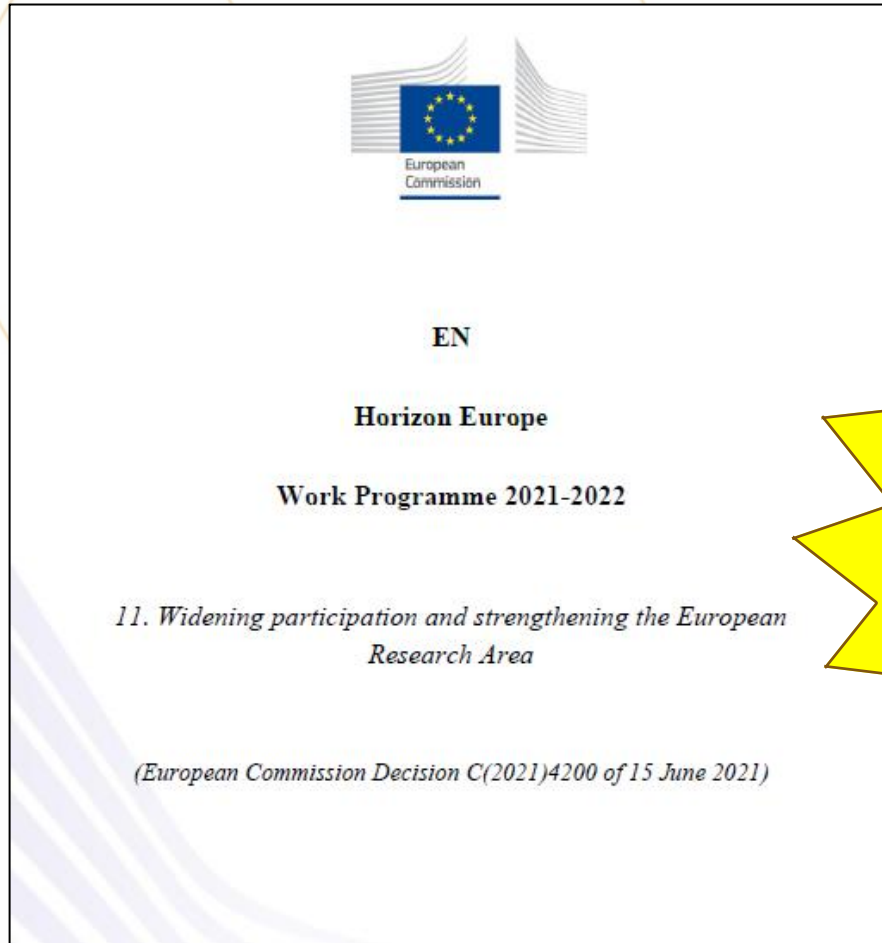 European
Commission
EN
Horizon Europe
Work Programme 2021-2022
11. Widening participation and strengthening the European
Research Area
(European Commission Decision C(2021)4200 of 15 June 2021)